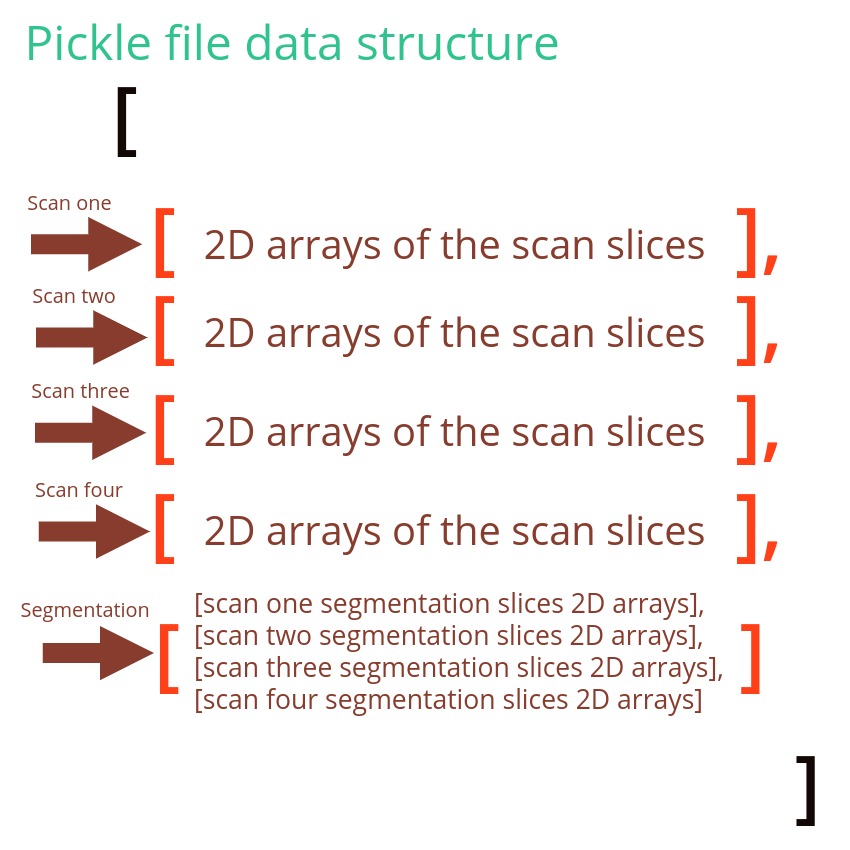 Pickle file data structure
[
Scan one
[ 2D arrays of the scan slices ],
Scan two
[ 2D arrays of the scan slices ],
Scan three
[ 2D arrays of the scan slices ],
Scan four
[ 2D arrays of the scan slices ],
Segmentation
[
[scan one segmentation slices 2D arrays],
[scan two segmentation slices 2D arrays],
[scan three segmentation slices 2D arrays],
[scan four segmentation slices 2D arrays]
]
]